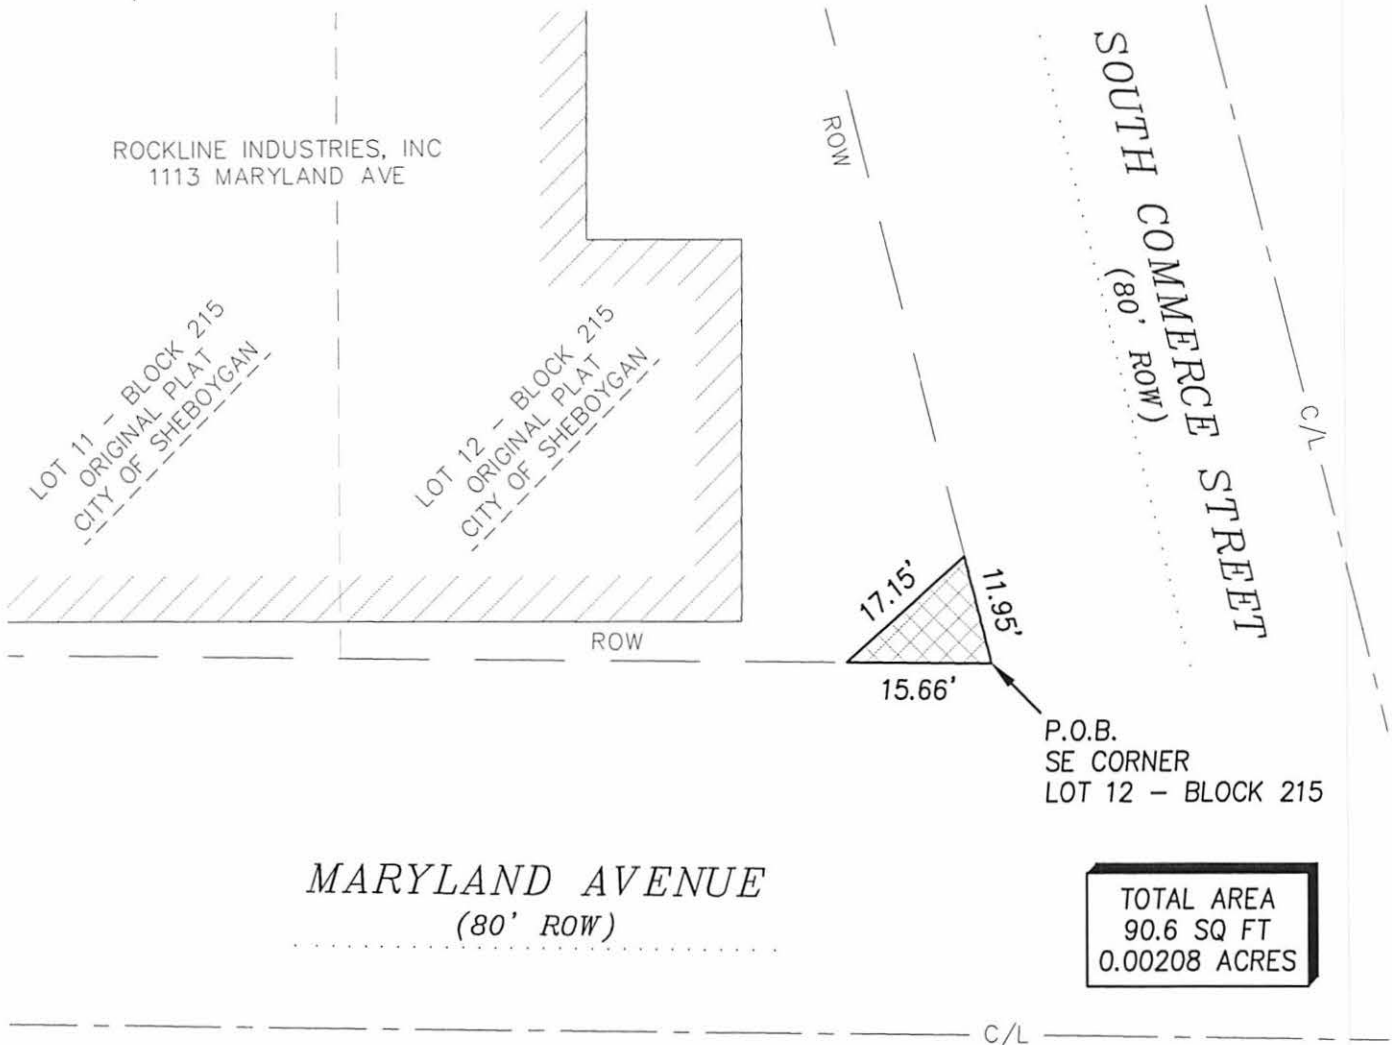 ROCKLINE INDUSTRIES, INC
1113 MARYLAND AVE
ROW
SOUTH COMMERCE STREET
(80' ROW)
C/L
LOT 11 - BLOCK 215
ORIGINAL PLAT
CITY OF SHEBOYGAN
LOT 12 - BLOCK 215
ORIGINAL PLAT
CITY OF SHEBOYGAN
17.15'
11.95'
ROW
15.66'
P.O.B.
SE CORNER
LOT 12 - BLOCK 215
MARYLAND AVENUE
(80' ROW)
TOTAL AREA
90.6 SQ FT
0.00208 ACRES
C/L